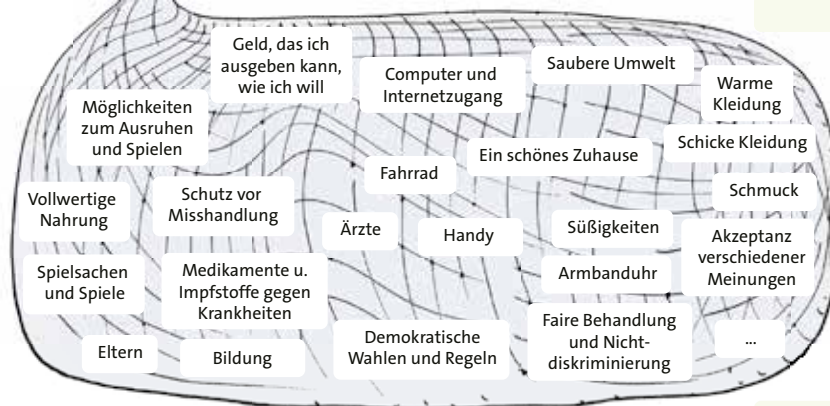 Geld, das ich
ausgeben kann,
wie ich will
Computer und
Internetzugang
Saubere Umwelt
Warme
Kleidung
Möglichkeiten
zum Ausruhen
und Spielen
Fahrrad
Ein schönes Zuhause
Schicke Kleidung
Vollwertige
Nahrung
Schutz vor
Misshandlung
Ärzte
Handy
Süßigkeiten
Schmuck
Akzeptanz
verschiedener
Meinungen
Spielsachen
und Spiele
Medikamente u.
Impfstoffe gegen
Krankheiten
Armbanduhr
Eltern
Bildung
Demokratische
Wahlen und Regeln
Faire Behandlung
und Nicht-
diskriminierung
...